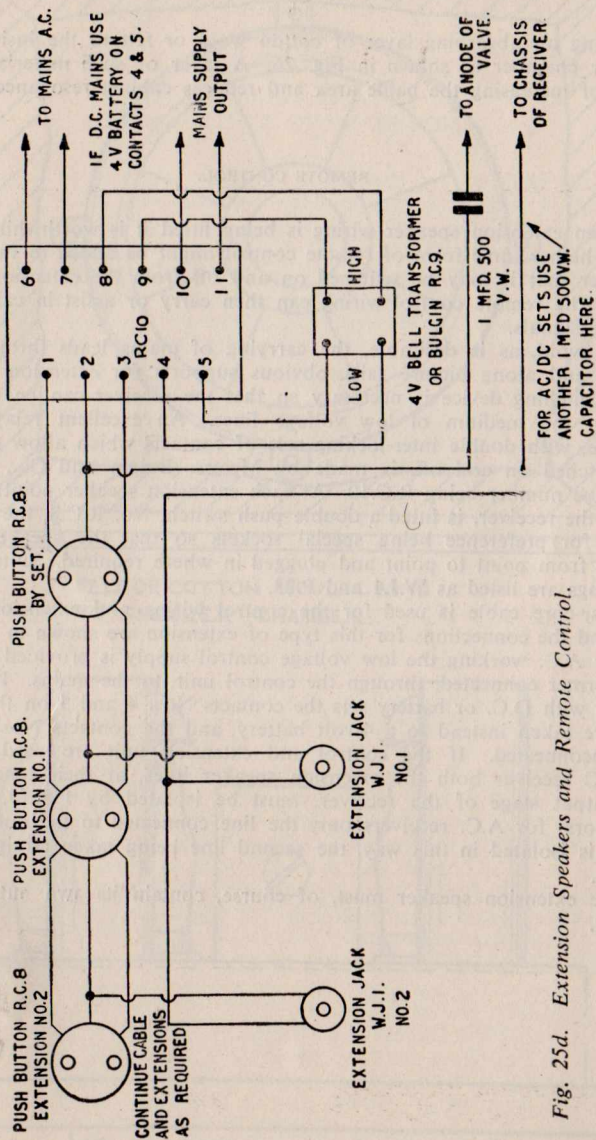 PUSH BUTTON R.C.8
EXTENSION NO.2
PUSH BUTTON R.C.8.
EXTENSION NO.1
PUSH BUTTON R.C.8.
BY SET.
1
2
3
4
5
RC10
6
7
8
9
10
11
TO MAINS A.C.
IF D.C. MAINS USE
4V BATTERY ON
CONTACTS 4 & 5.
MAINS SUPPLY
OUTPUT
CONTINUE CABLE
AND EXTENSIONS
AS REQUIRED
EXTENSION JACK
W.J.1.
NO.2
EXTENSION JACK
W.J.1.
NO.1
LOW
HIGH
4V BELL TRANSFORMER
OR BULGIN R.C.9.
1 MFD 500
V.W.
TO ANODE OF
VALVE.
TO CHASSIS
OF RECEIVER.
FOR AC/DC SETS USE
ANOTHER 1 MFD 500V.W.
CAPACITOR HERE.
Fig. 25d. Extension Speakers and Remote Control.